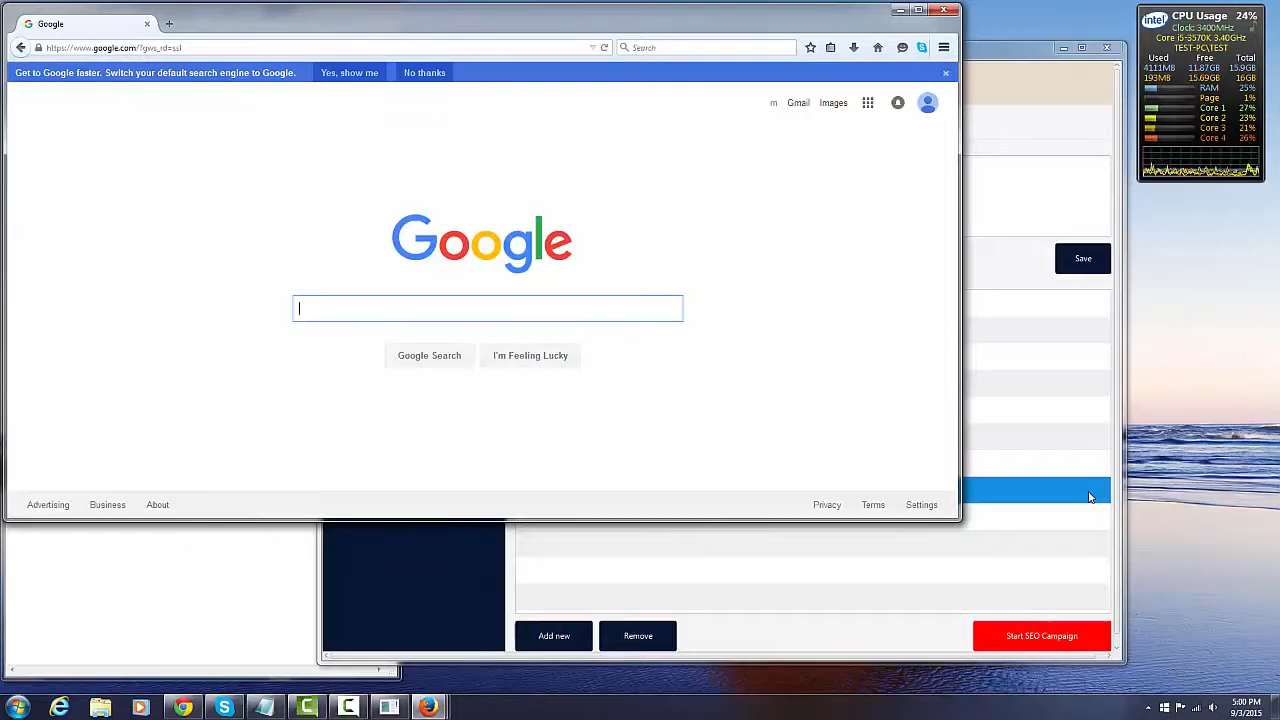 Google
https://www.google.com/?gws_rd=ssl
Search
Get to Google faster. Switch your default search engine to Google.
Yes, show me
No thanks
m
Gmail
Images
Google
Google Search
I'm Feeling Lucky
Advertising
Business
About
Privacy
Terms
Settings
Save
Add new
Remove
Start SEO Campaign
intel
CPU Usage 24%
Clock: 3400MHz
Core i5-3570K 3.40GHz
TEST-PC\TEST
Used Free Total
4111MB 11.87GB 15.9GB
193MB 15.69GB 16GB
RAM 25%
Page 1%
Core 1 27%
Core 2 23%
Core 3 21%
Core 4 26%
5:00 PM
9/3/2015